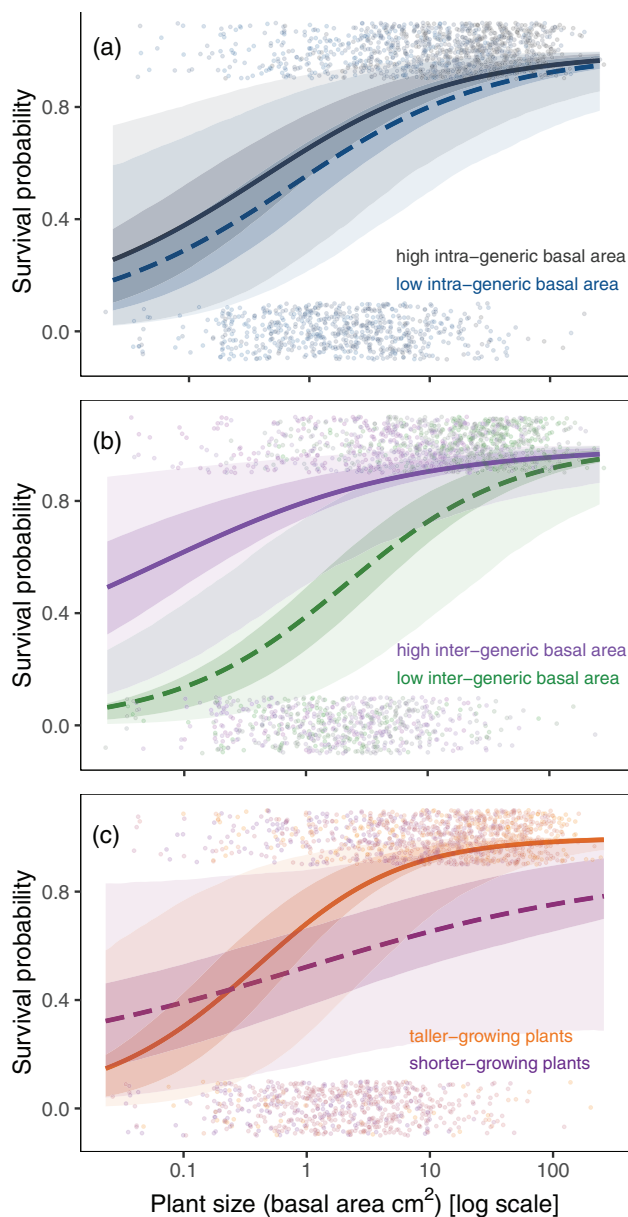 (a)
Survival probability
0.8
0.4
0.0
high intra−generic basal area
low intra−generic basal area
(b)
Survival probability
0.8
0.4
0.0
high inter−generic basal area
low inter−generic basal area
(c)
Survival probability
0.8
0.4
0.0
taller−growing plants
shorter−growing plants
0.1 1 10 100
Plant size (basal area cm²) [log scale]